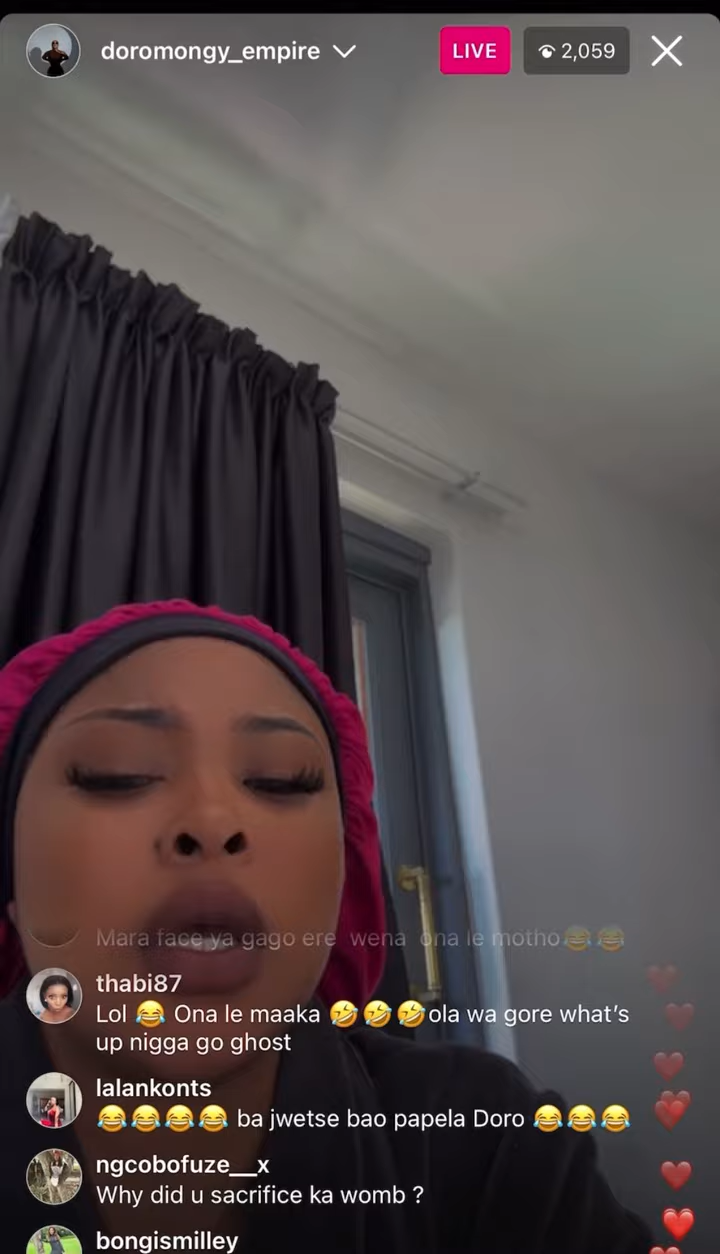 doromongy_empire
LIVE
2,059
Mara face ya gago ere wena ona le motho😂😂
thabi87
Lol 😂 Ona le maaka 🤣🤣🤣ola wa gore what's
up nigga go ghost
lalankonts
😂😂😂😂 ba jwetse bao papela Doro 😂😂😂
ngcobofuze__x
Why did u sacrifice ka womb ?
bongismilley